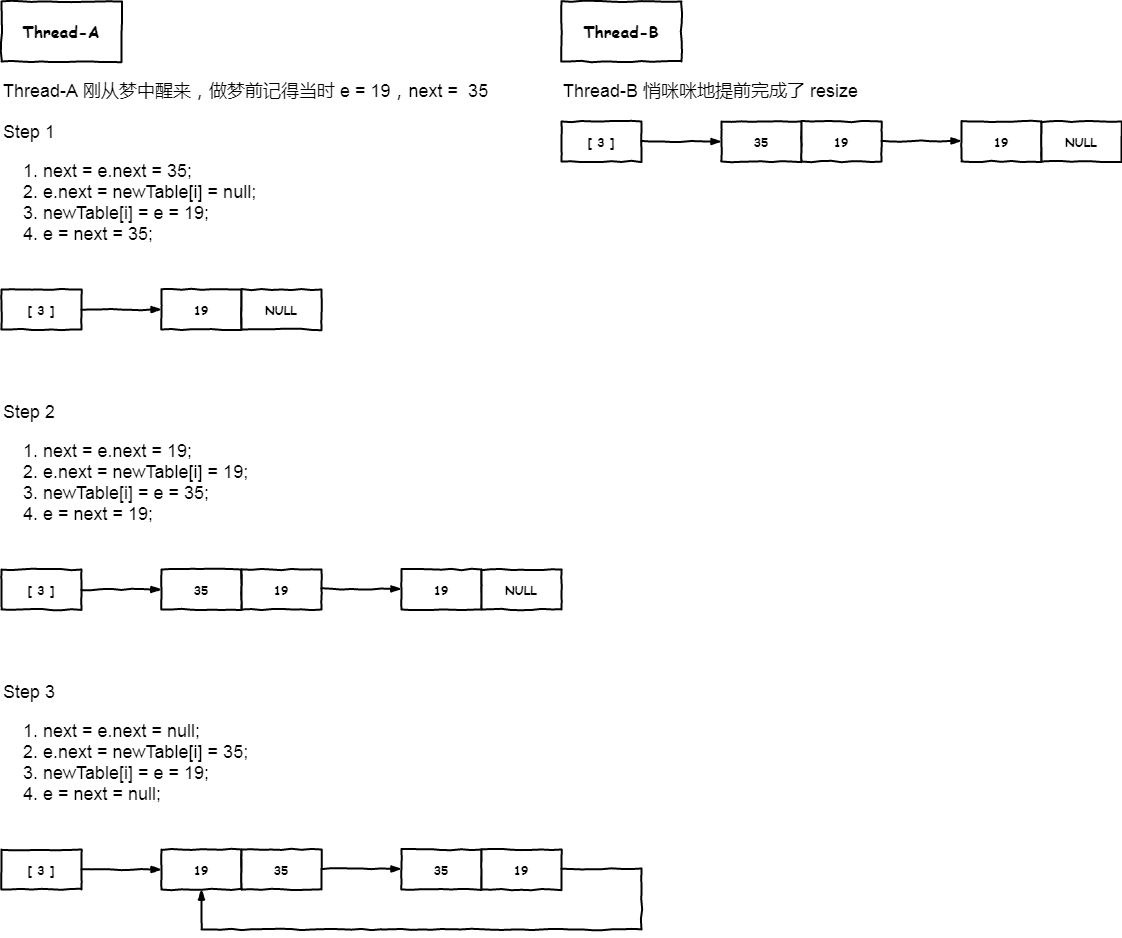 Thread-A
Thread-B
Thread-A 刚从梦中醒来，做梦前记得当时 e = 19，next = 35
Thread-B 悄咪咪地提前完成了 resize
[ 3 ] 35 19 19 NULL
Step 1
1. next = e.next = 35;
2. e.next = newTable[i] = null;
3. newTable[i] = e = 19;
4. e = next = 35;
[ 3 ] 19 NULL
Step 2
1. next = e.next = 19;
2. e.next = newTable[i] = 19;
3. newTable[i] = e = 35;
4. e = next = 19;
[ 3 ] 35 19 19 NULL
Step 3
1. next = e.next = null;
2. e.next = newTable[i] = 35;
3. newTable[i] = e = 19;
4. e = next = null;
[ 3 ] 19 35 35 19